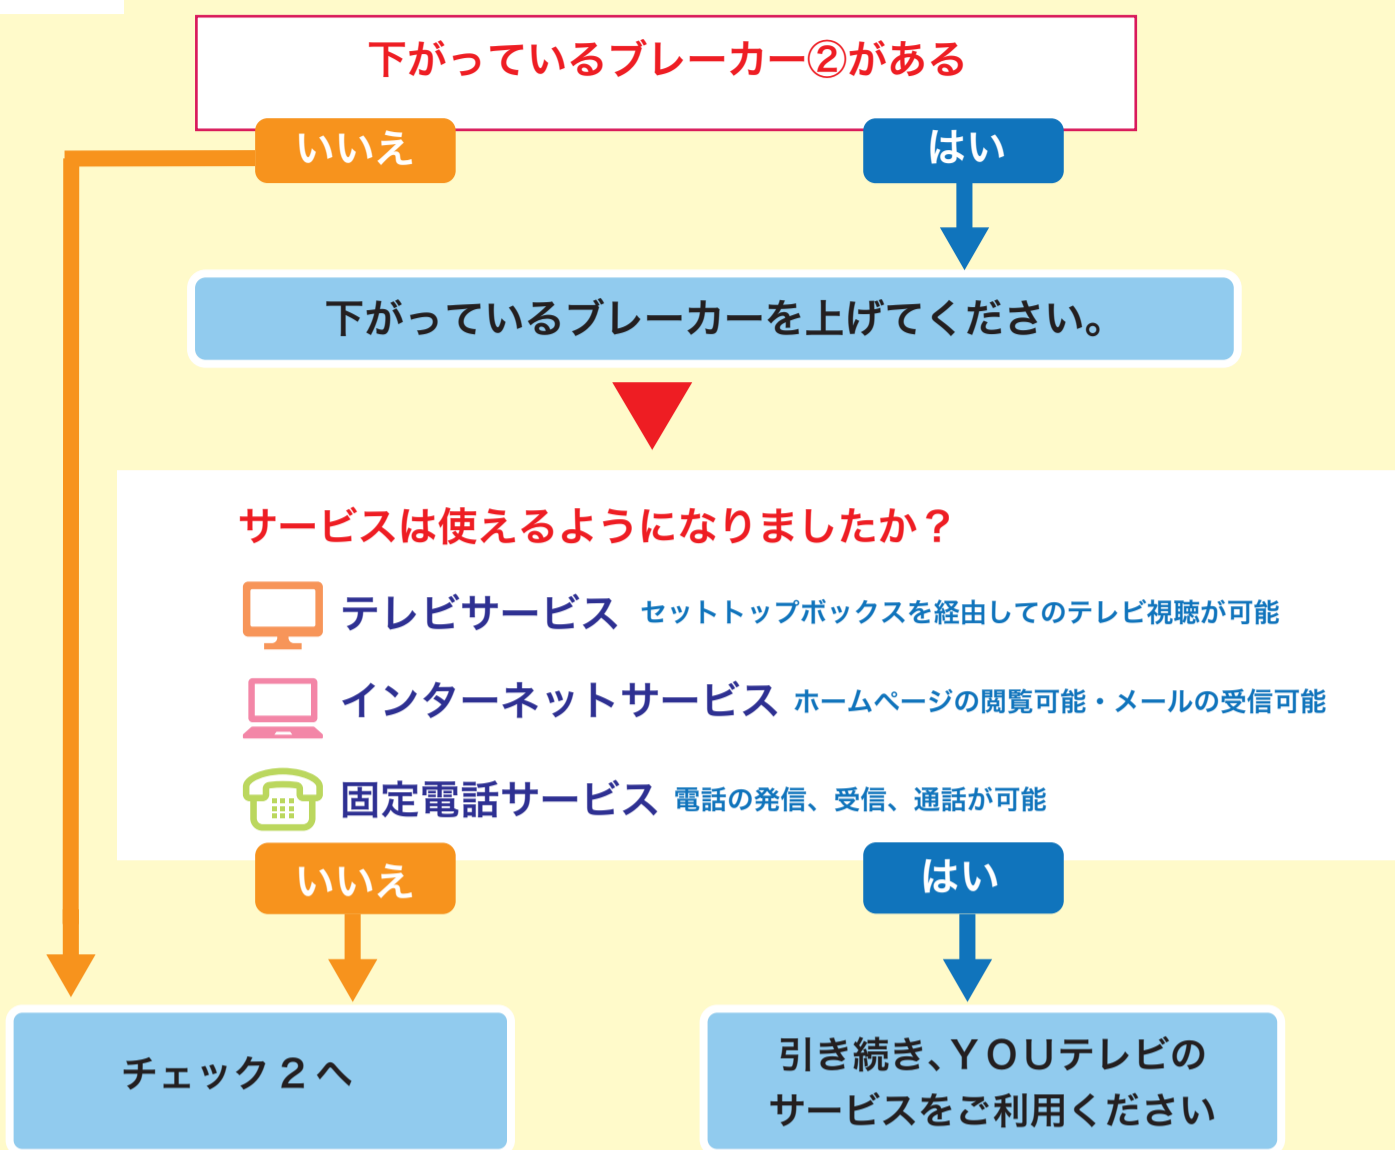 下がっているブレーカー②がある
いいえ
はい
下がっているブレーカーを上げてください。
サービスは使えるようになりましたか？
テレビサービス セットトップボックスを経由してのテレビ視聴が可能
インターネットサービス ホームページの閲覧可能・メールの受信可能
固定電話サービス 電話の発信、受信、通話が可能
いいえ
はい
チェック２へ
引き続き、ＹＯＵテレビの
サービスをご利用ください